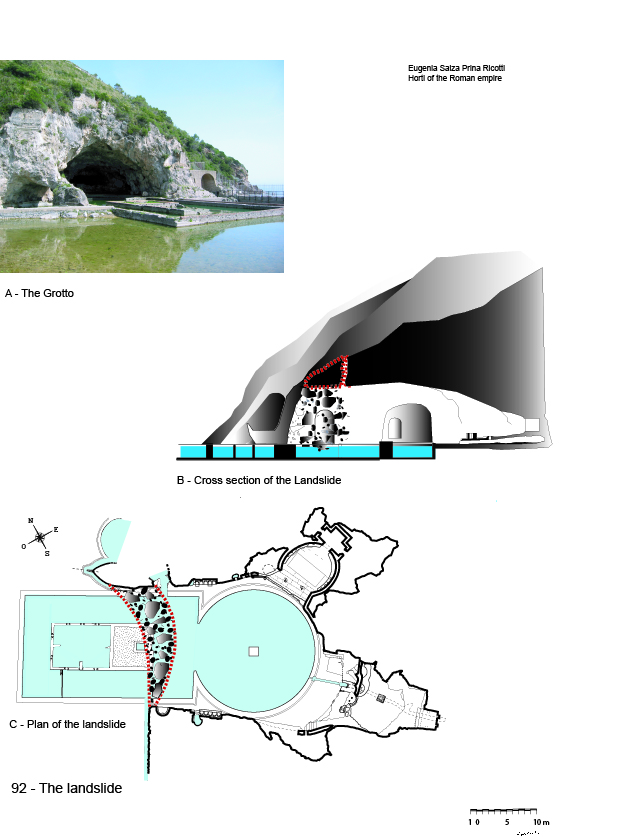 Eugenia Salza Prina Ricotti
Horti of the Roman empire
A - The Grotto
B - Cross section of the Landslide
N
E
O
S
C - Plan of the landslide
92 - The landslide
1 0 5 10 m